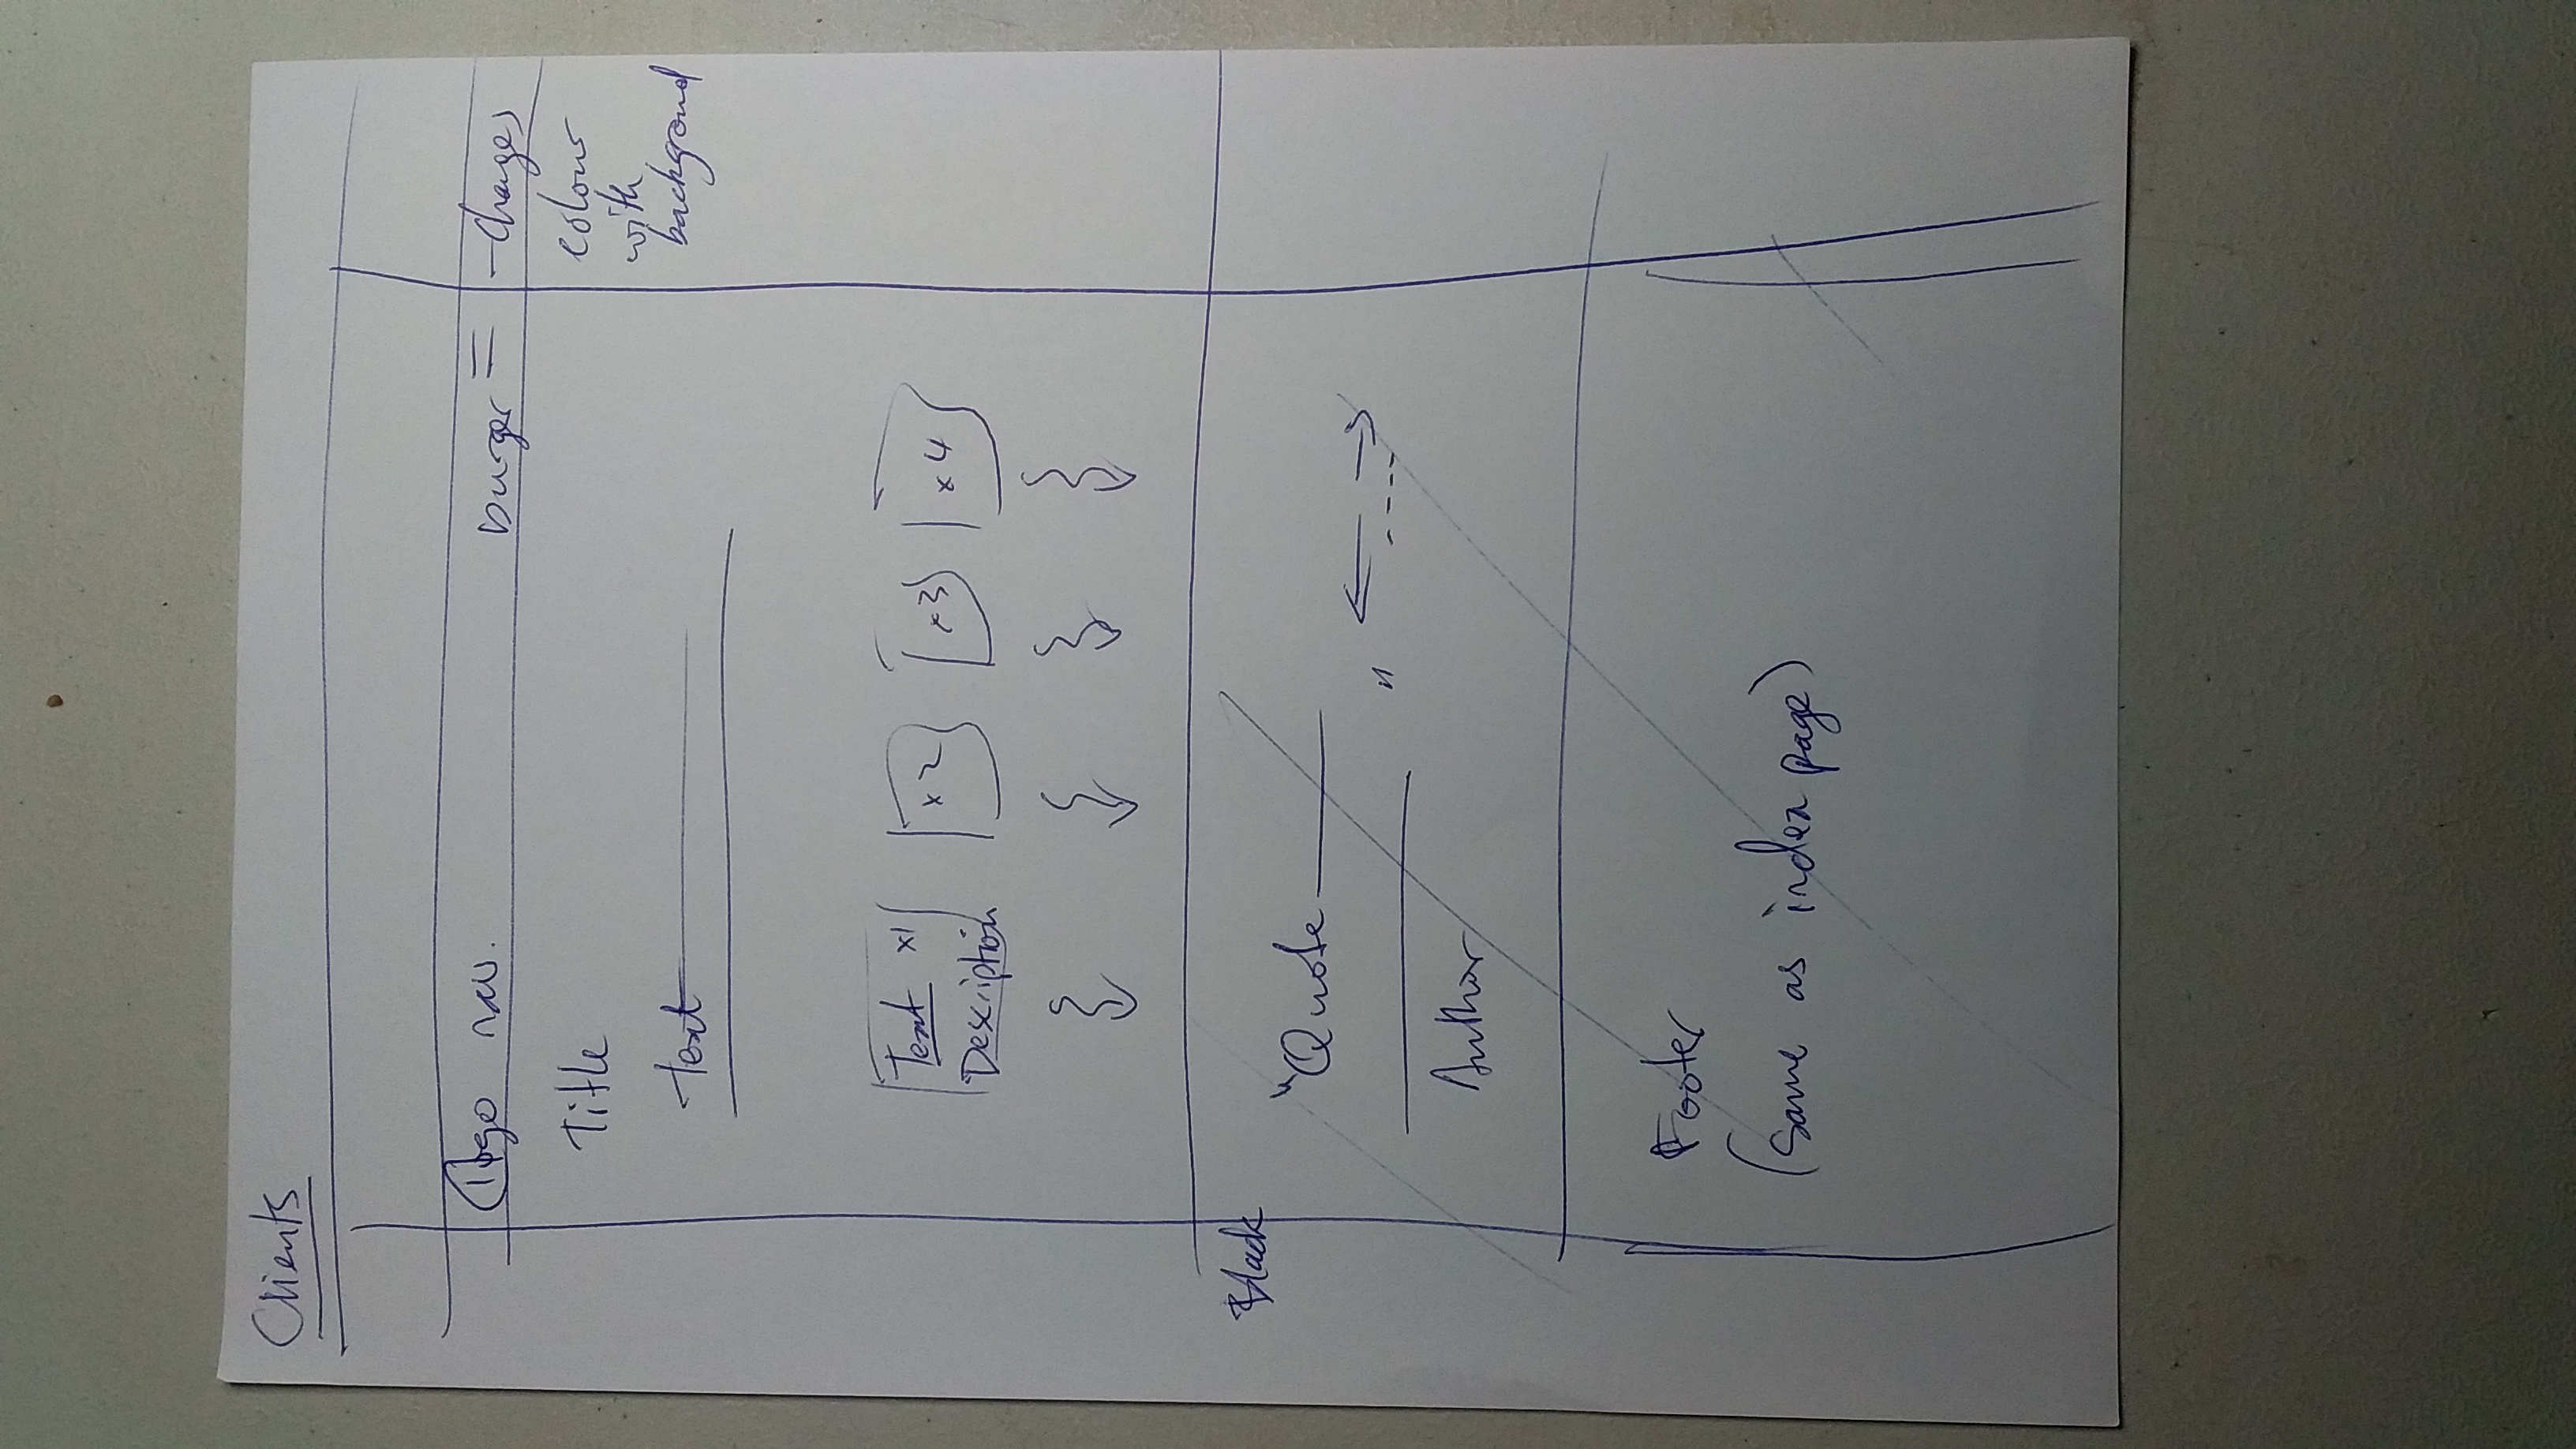 Clients
Logo nav. burger = - changes
colour
with
background
Title
Text
Text x1 x2 x3 x4
Description
Black
"Quote
"
Author
Footer
(Same as index page)